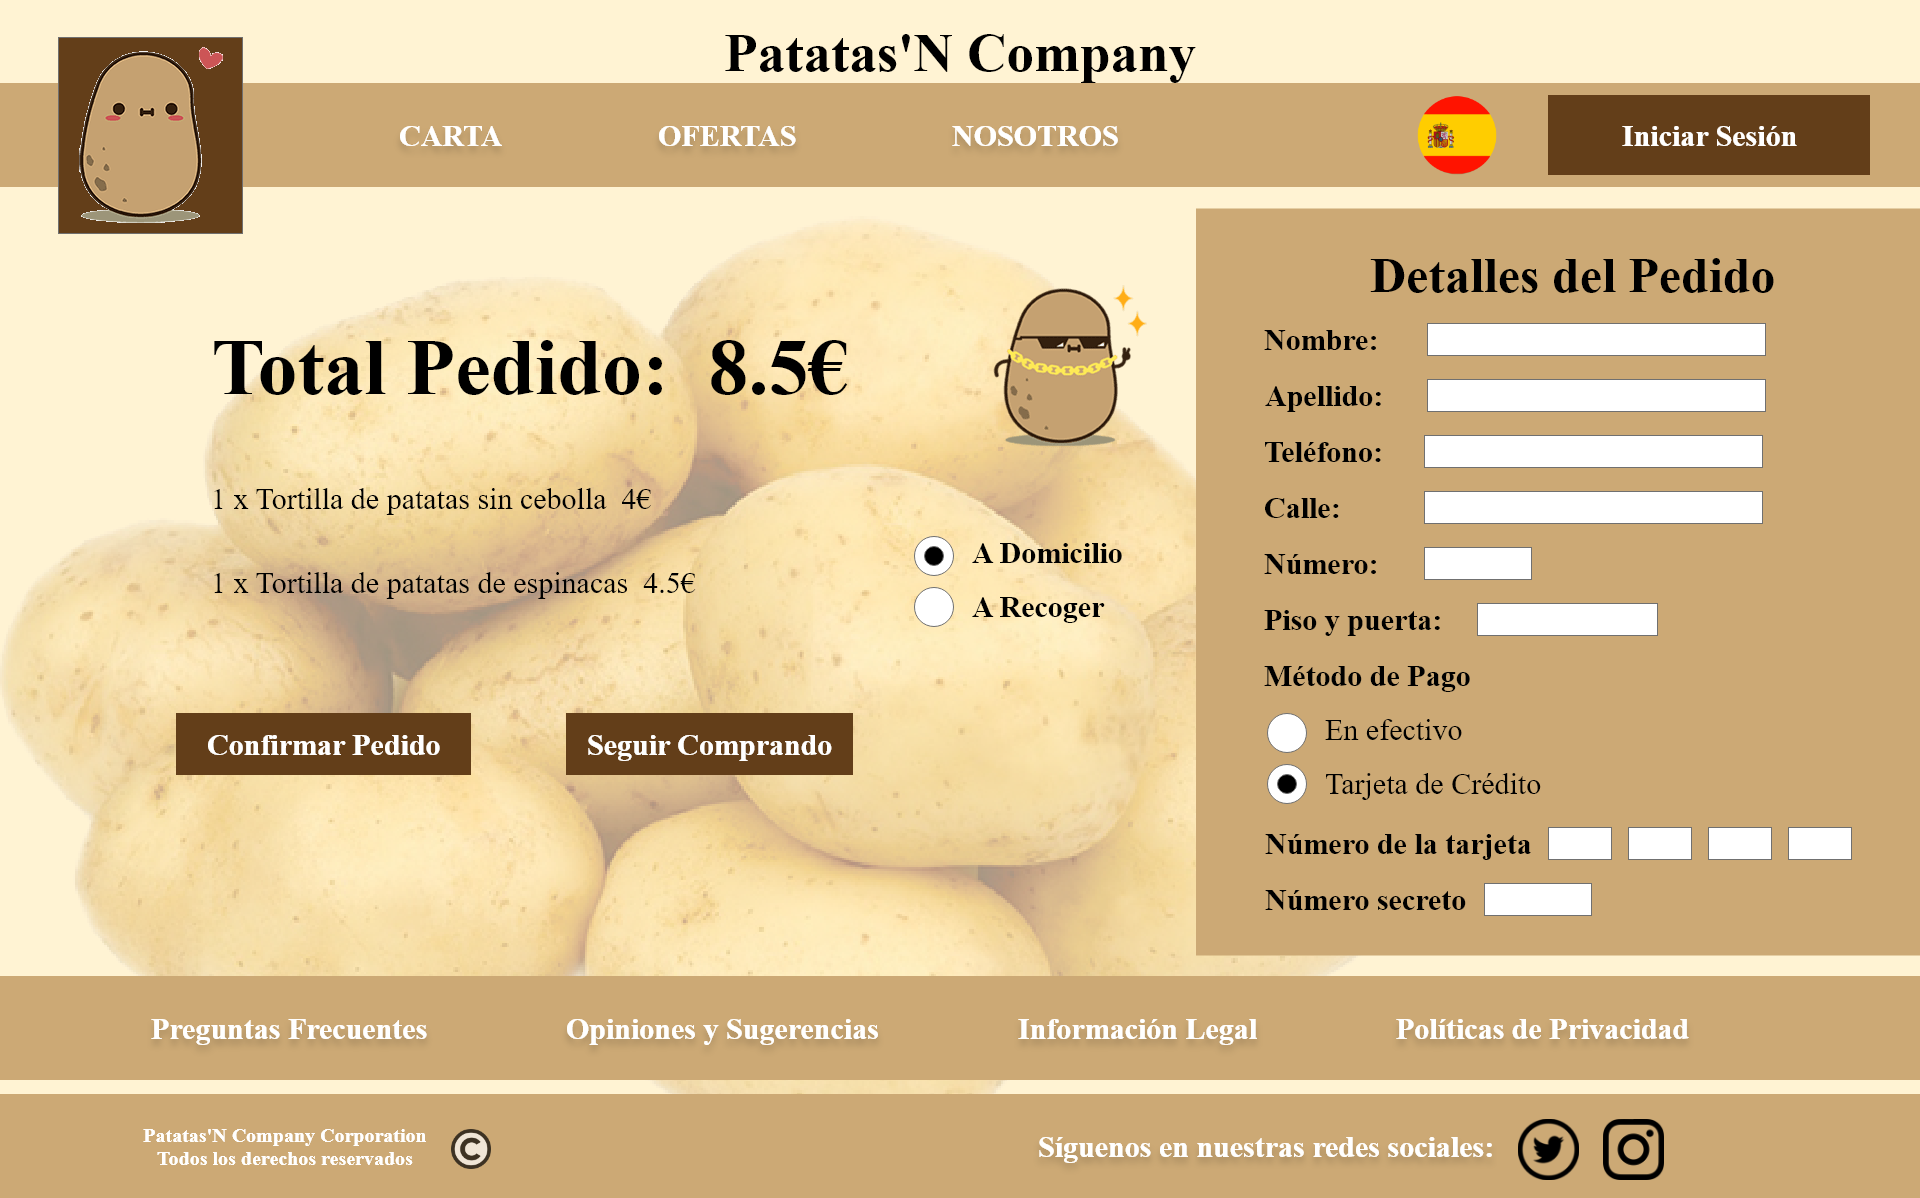 Patatas'N Company
CARTA
OFERTAS
NOSOTROS
Iniciar Sesión
Total Pedido:  8.5€
1 x Tortilla de patatas sin cebolla  4€
1 x Tortilla de patatas de espinacas  4.5€
A Domicilio
A Recoger
Confirmar Pedido
Seguir Comprando
Detalles del Pedido
Nombre:
Apellido:
Teléfono:
Calle:
Número:
Piso y puerta:
Método de Pago
En efectivo
Tarjeta de Crédito
Número de la tarjeta
Número secreto
Preguntas Frecuentes
Opiniones y Sugerencias
Información Legal
Políticas de Privacidad
Patatas'N Company Corporation
Todos los derechos reservados
©
Síguenos en nuestras redes sociales: